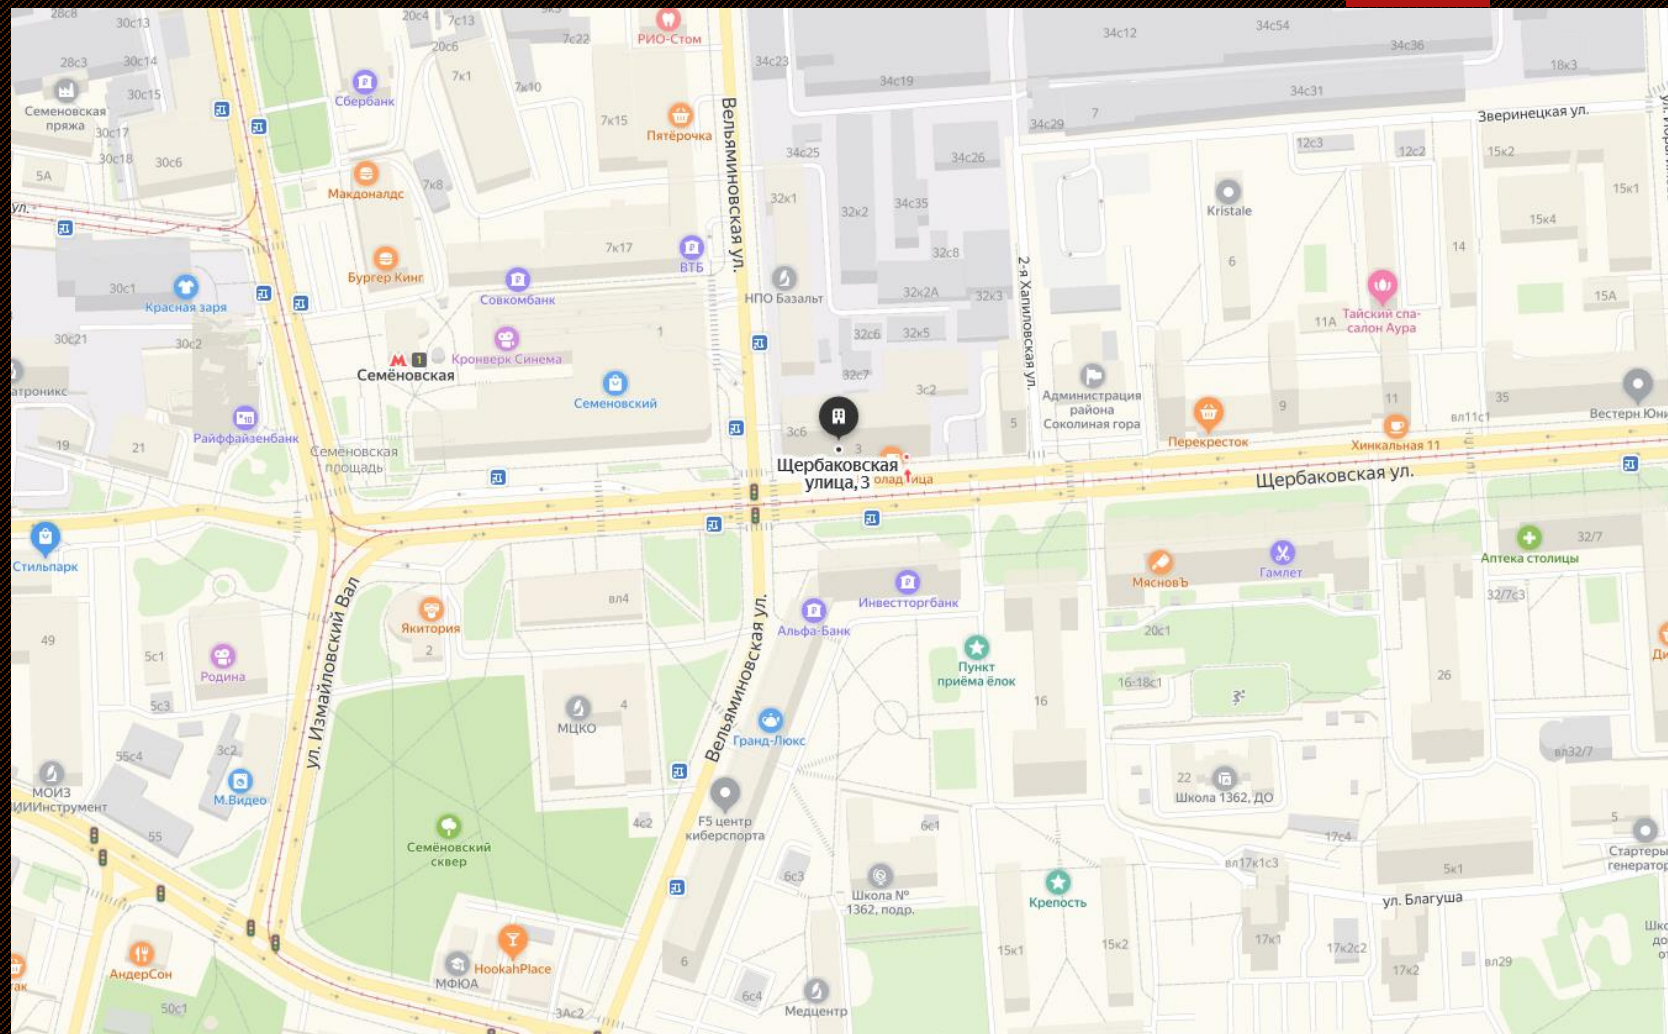 28с8
30с13
20с4
7с13
9к3
7с22
РИО-Стом
34с23
34с12
34с54
34с36
18к3
28с3
30с14
20с6
7к1
34с19
34с31
Семеновская
пряжа
30с15
Сбербанк
7к10
7к15
Пятёрочка
34с29
7
Зверинецкая ул.
30с17
30с18
30с6
34с25
34с26
12с3
12с2
15к2
5А
Макдоналдс
7к8
Вельяминовская ул.
32к1
32к2
34с35
Kristale
15к1
15к4
ул.
7к17
ВТБ
32с8
6
14
Бургер Кинг
Совкомбанк
НПО Базальт
32к2А
32к3
2-я Хапиловская ул.
15А
30с1
Красная заря
30с21
30с2
Кронверк Синема
1
32с6
32к5
11А
Тайский спа-
салон Аура
1
Семёновская
Семеновский
32с7
3с2
Администрация
района
Соколиная гора
атроникс
Райффайзенбанк
3с6
3
5
Перекресток
9
11
вл11с1
35
Вестерн Юни
Хинкальная 11
19
21
Семёновская
площадь
Щербаковская
улица, 3
Щербаковская ул.
Стильпарк
32/7
Аптека столицы
МясновЪ
Гамлет
Инвестторгбанк
вл4
Якитория
2
Альфа-Банк
32/7с3
20с1
49
5с1
Родина
ул. Измайловский Вал
Вельяминовская ул.
Пункт
приёма ёлок
16-18с1
26
5с3
МЦКО
4
16
Гранд-Люкс
55с4
3с2
вл32/7
МОИЗ
ИИИнструмент
М.Видео
22
Школа 1362, ДО
55
Семёновский
сквер
4с2
F5 центр
киберспорта
6с1
17с4
5
Стартеры
генератор
6с3
Школа №
1362, подр.
Крепость
вл17к1с3
5к1
ул. Благуша
АндерСон
МФЮА
HookahPlace
6
15к1
15к2
17к1
17к2с2
17к2
вл29
50с1
3Ас2
6с4
Медцентр